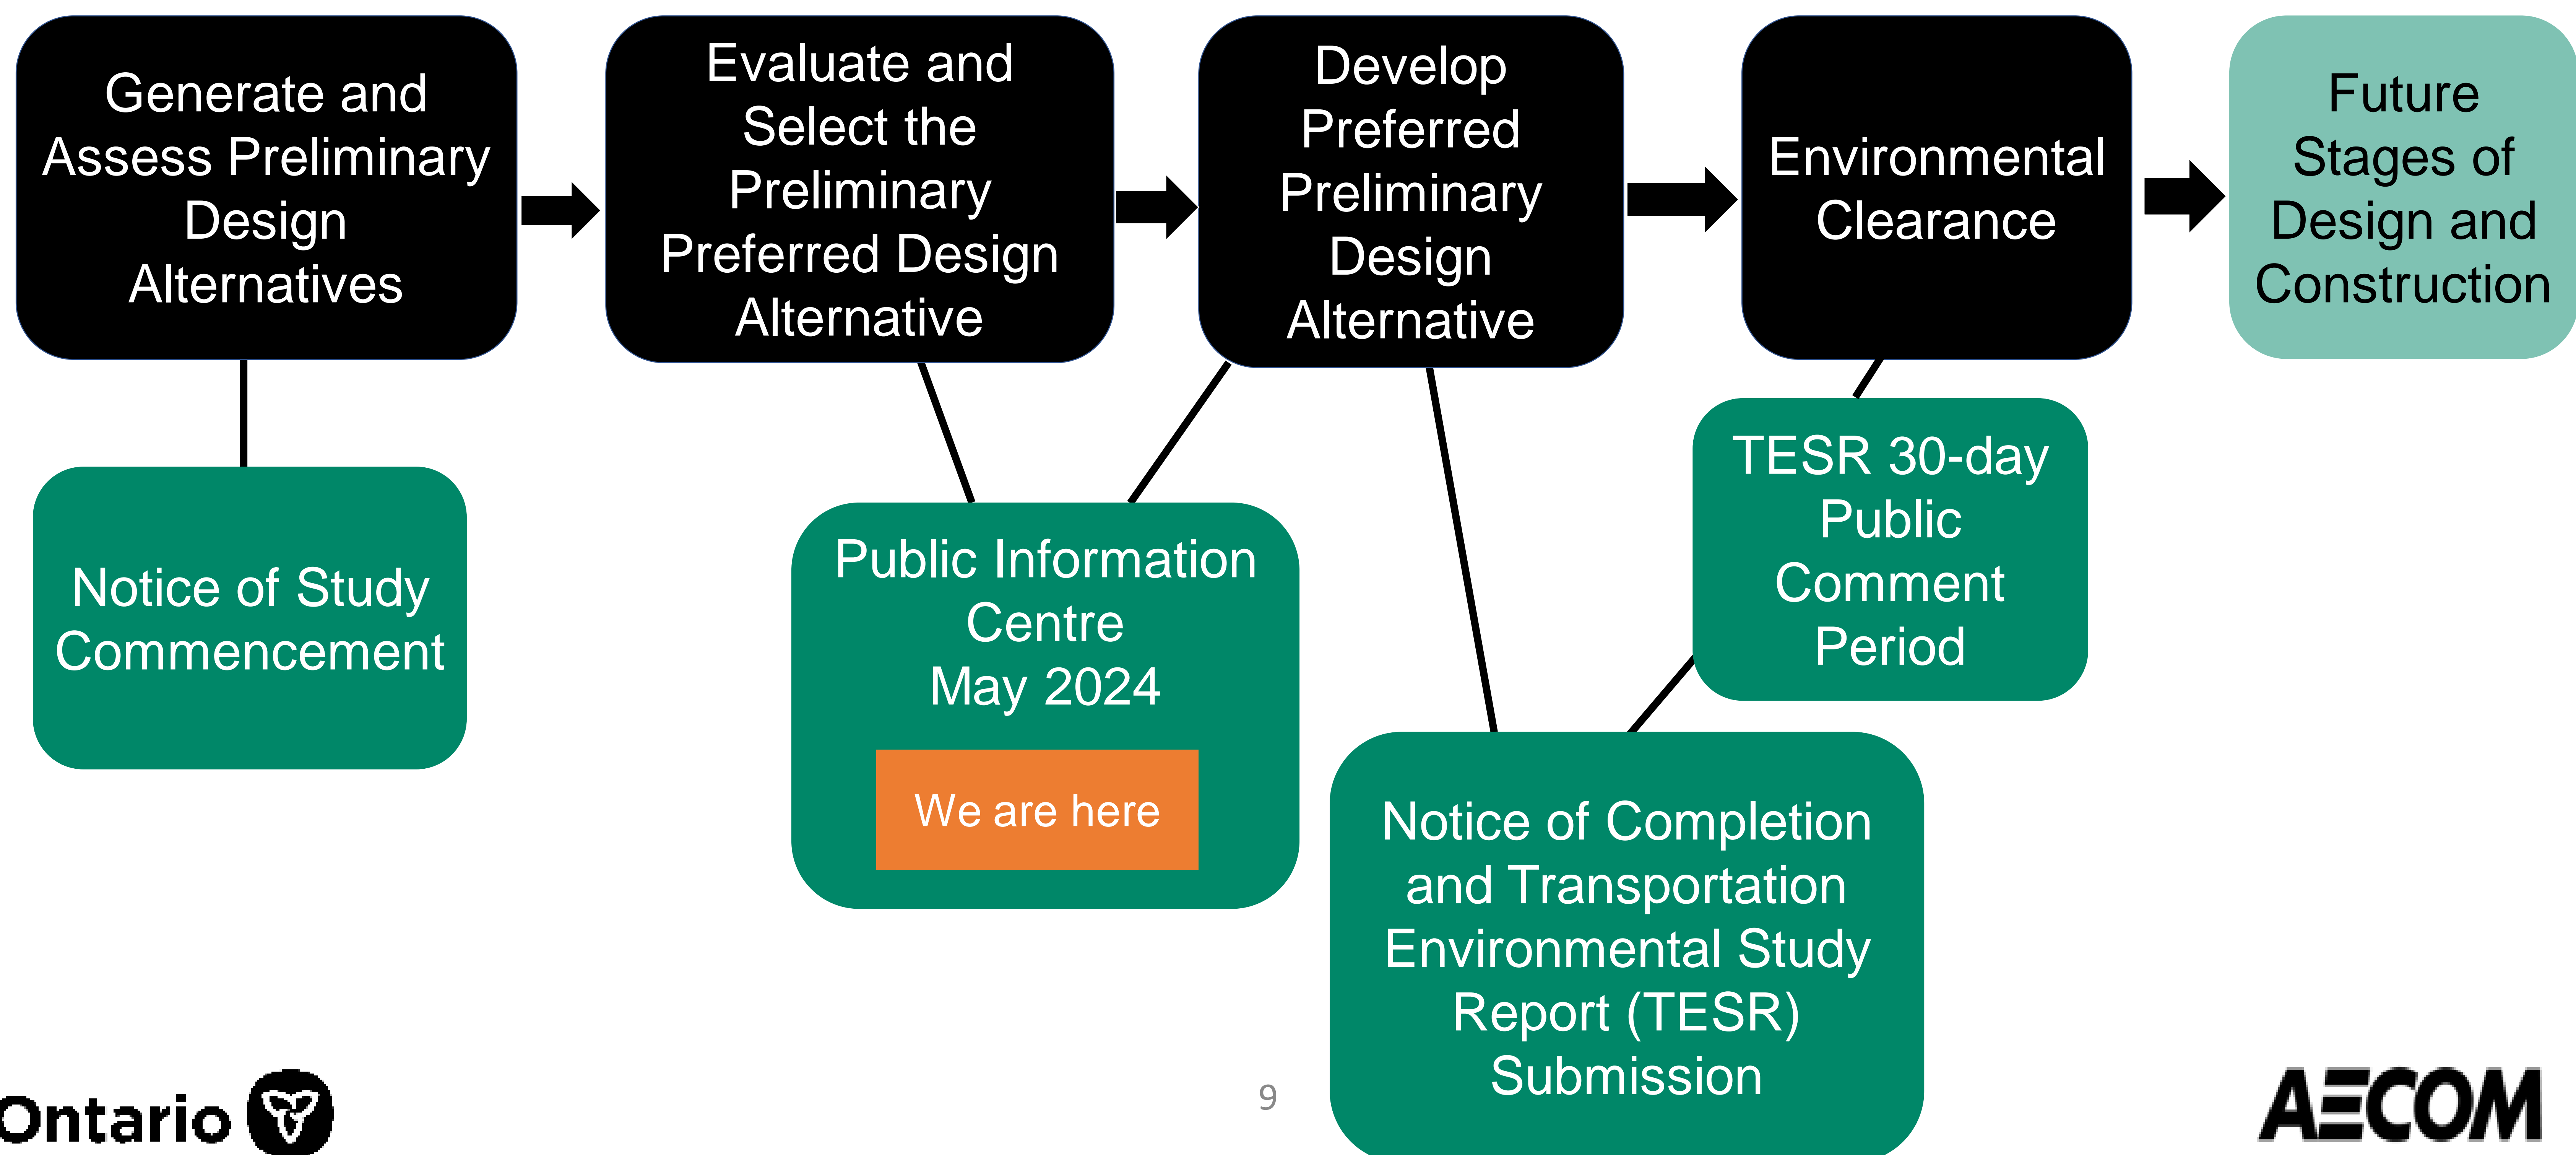 Generate and
Assess Preliminary
Design
Alternatives
Evaluate and
Select the
Preliminary
Preferred Design
Alternative
Develop
Preferred
Preliminary
Design
Alternative
Environmental
Clearance
Future
Stages of
Design and
Construction
Notice of Study
Commencement
Public Information
Centre
May 2024
We are here
TESR 30-day
Public
Comment
Period
Notice of Completion
and Transportation
Environmental Study
Report (TESR)
Submission
Ontario
9
AECOM